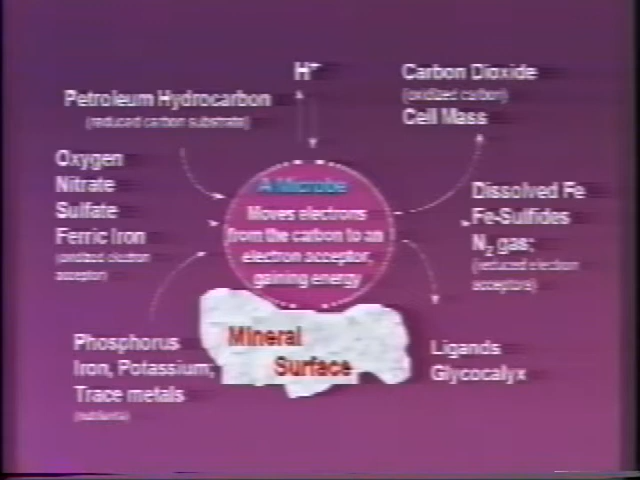 H+
Petroleum Hydrocarbon
(reduced carbon substrate)
Carbon Dioxide
(oxidized carbon)
Cell Mass
Oxygen
Nitrate
Sulfate
Ferric Iron
(oxidized electron
acceptor)
A Microbe
Moves electrons
from the carbon to an
electron acceptor,
gaining energy
Dissolved Fe
Fe-Sulfides
N2 gas;
(reduced electron
acceptors)
Mineral
Surface
Phosphorus
Iron, Potassium,
Trace metals
(nutrients)
Ligands
Glycocalyx